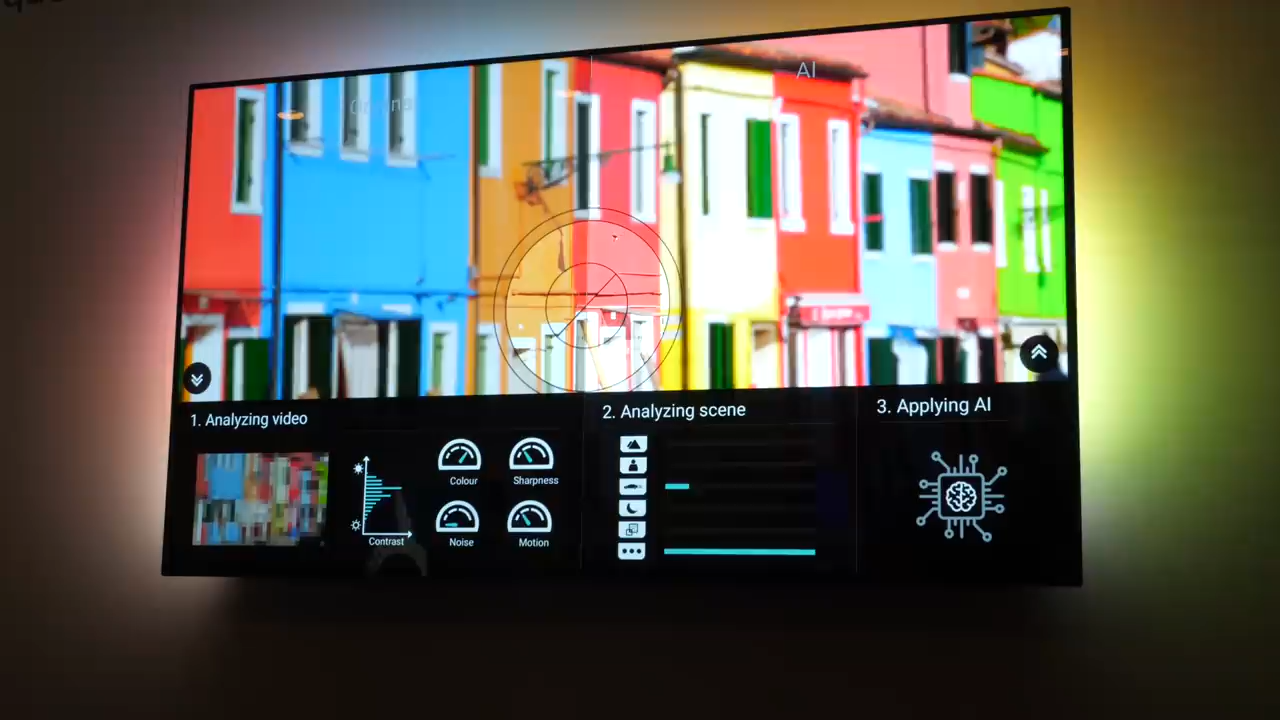 AI
1. Analyzing video
Colour
Sharpness
Contrast
Noise
Motion
2. Analyzing scene
3. Applying AI